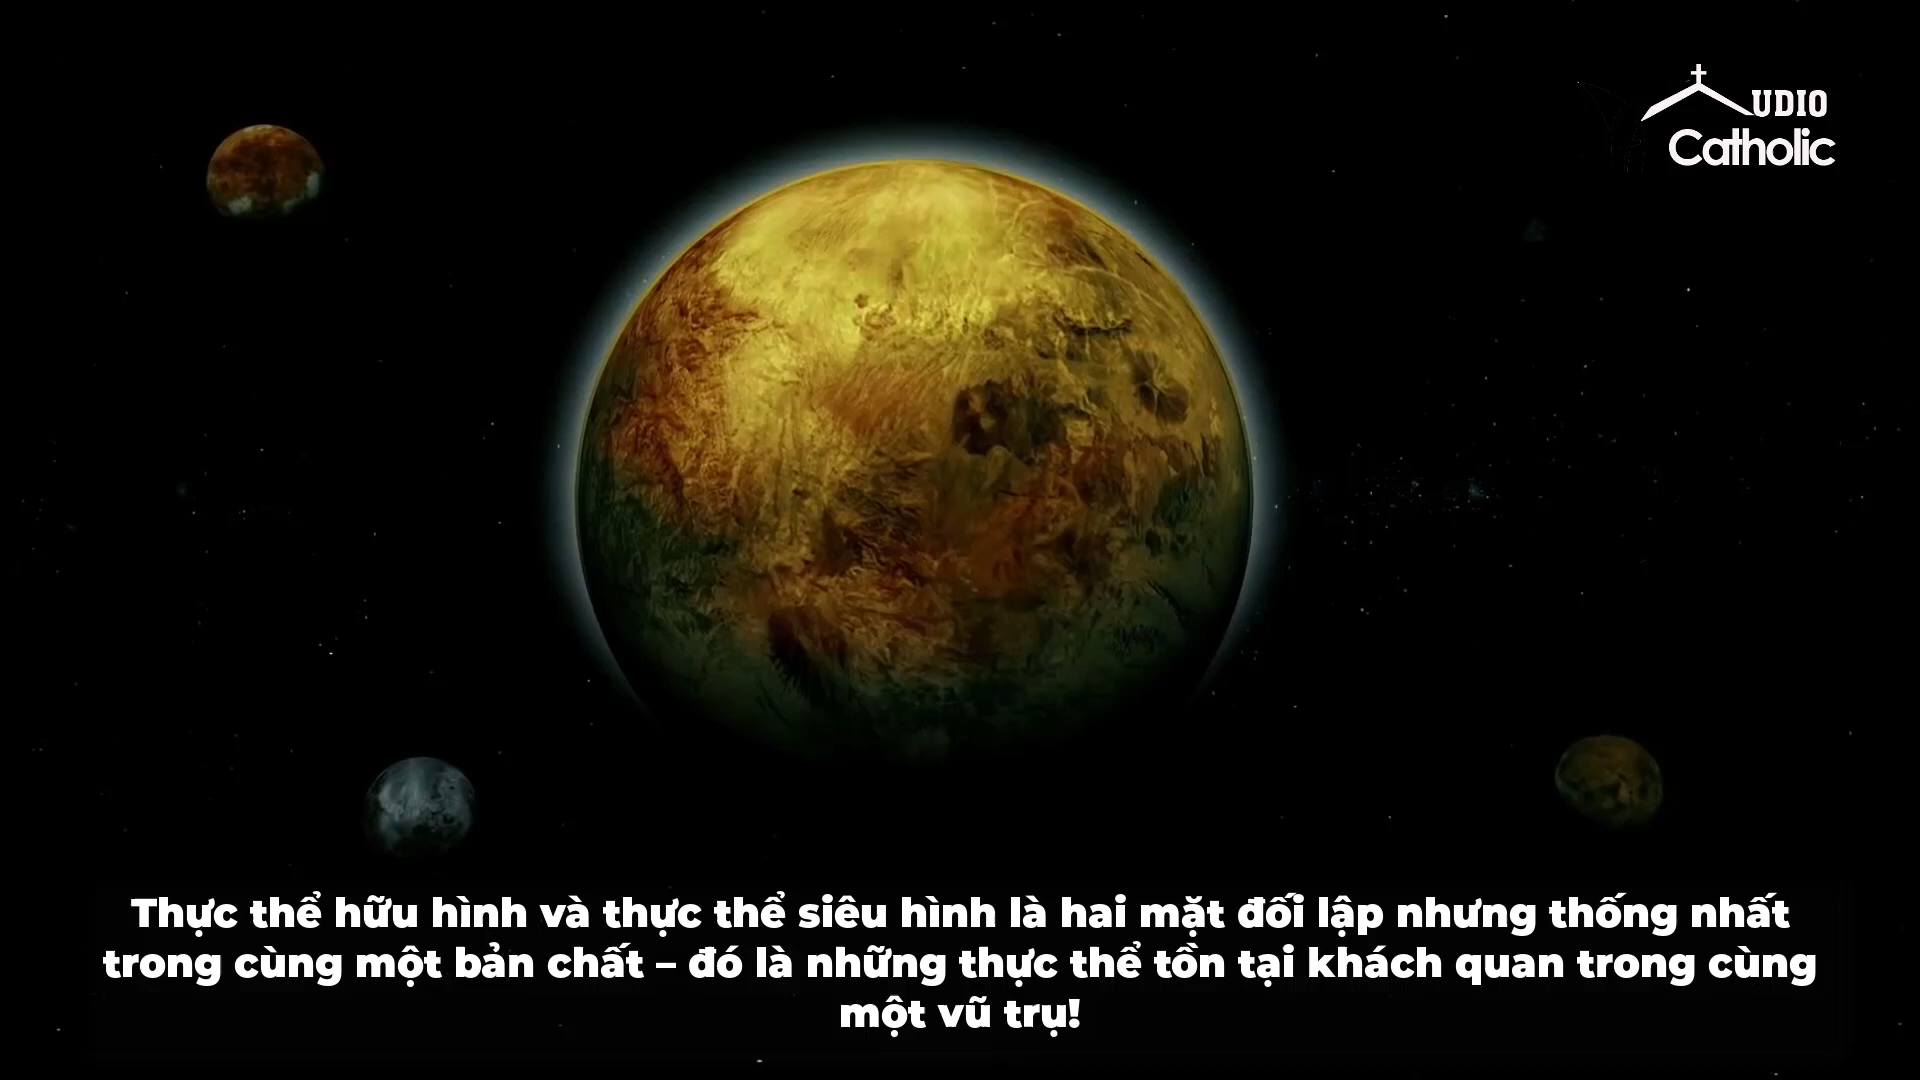 UDIO
Catholic
Thực thể hữu hình và thực thể siêu hình là hai mặt đối lập nhưng thống nhất
trong cùng một bản chất – đó là những thực thể tồn tại khách quan trong cùng
một vũ trụ!